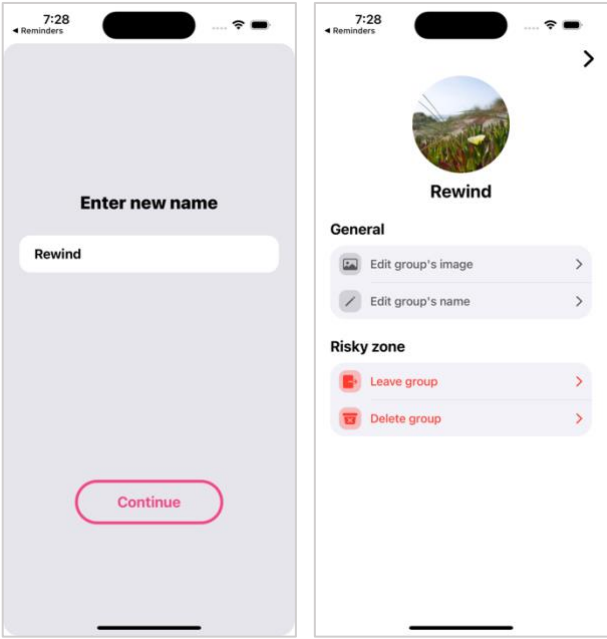 7:28
◀ Reminders
Enter new name
Rewind
Continue
7:28
◀ Reminders
Rewind
General
Edit group's image
Edit group's name
Risky zone
Leave group
Delete group